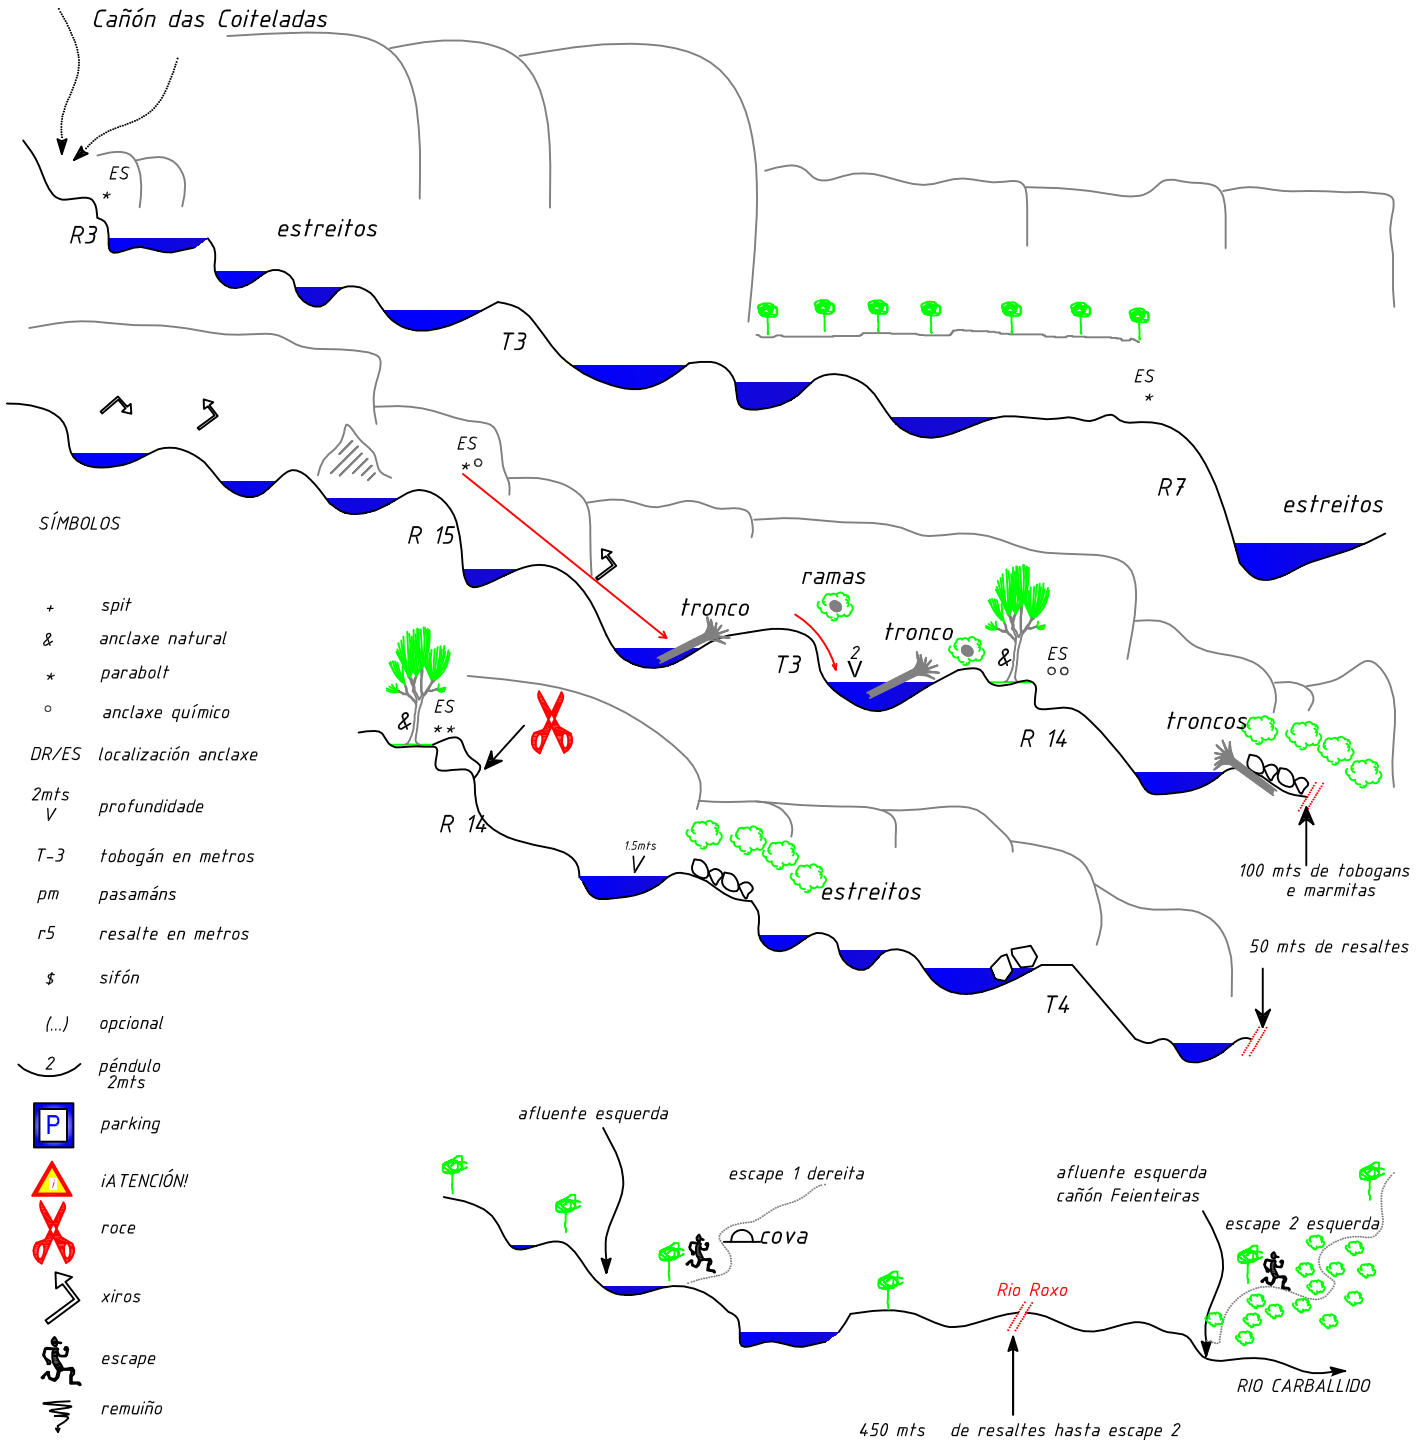 Cañón das Coiteladas
ES
*
R3
estreitos
T3
ES
*
R7
estreitos
ES
*
R 15
tronco
ramas
T3
2
V
tronco
&
ES
R 14
troncos
100 mts de tobogans
e marmitas
&
ES
**
R 14
1.5mts
V
estreitos
T4
50 mts de resaltes
SÍMBOLOS
+ spit
& anclaxe natural
* parabolt
° anclaxe químico
DR/ES localización anclaxe
2mts
V profundidade
T-3 tobogán en metros
pm pasamáns
r5 resalte en metros
$ sifón
(...) opcional
2 péndulo
2mts
P parking
¡ATENCIÓN!
roce
xiros
escape
remuiño
afluente esquerda
escape 1 dereita
cova
Rio Roxo
afluente esquerda
cañón Feienteiras
escape 2 esquerda
RIO CARBALLIDO
450 mts de resaltes hasta escape 2